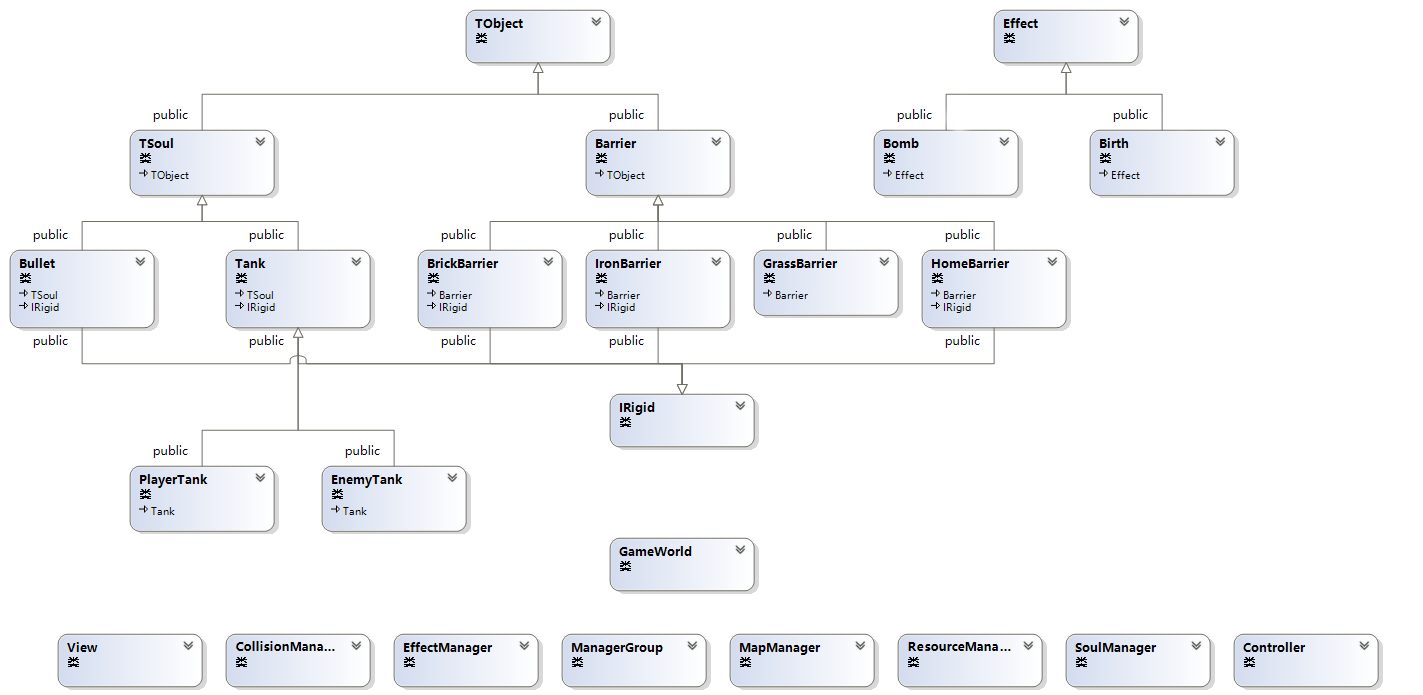 TObject
Effect
public
public
public
public
TSoul
TObject
Barrier
TObject
Bomb
Effect
Birth
Effect
public
public
public
public
public
public
Bullet
TSoul
IRigid
Tank
TSoul
IRigid
BrickBarrier
Barrier
IRigid
IronBarrier
Barrier
IRigid
GrassBarrier
Barrier
HomeBarrier
Barrier
IRigid
public
public
public
public
public
IRigid
public
public
PlayerTank
Tank
EnemyTank
Tank
GameWorld
View
CollisionMana...
EffectManager
ManagerGroup
MapManager
ResourceMana...
SoulManager
Controller